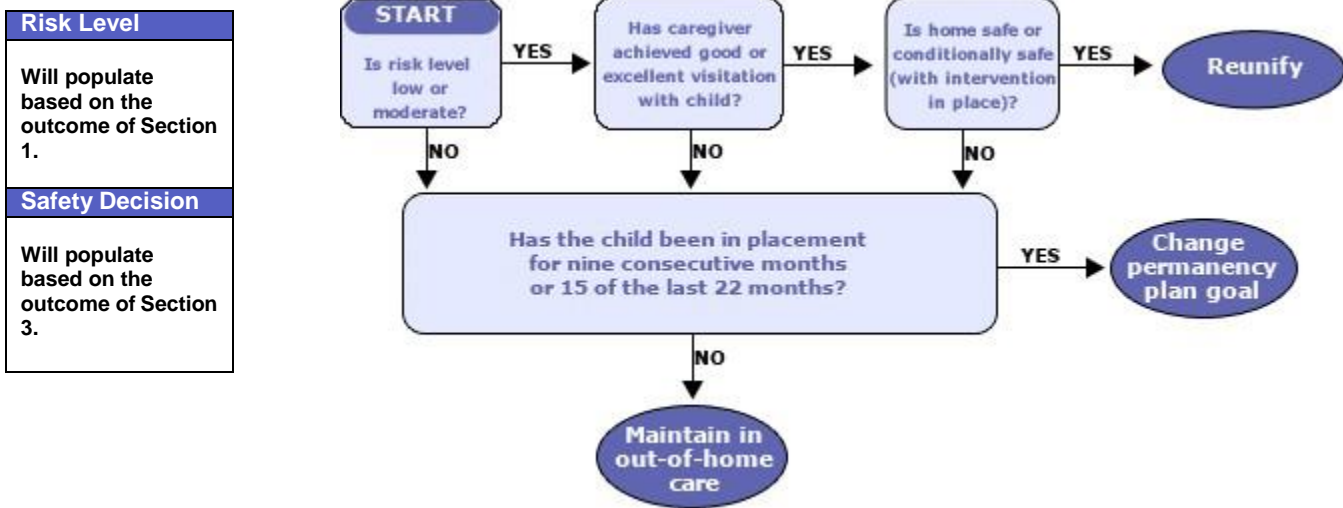 Risk Level
Will populate
based on the
outcome of Section
1.
Safety Decision
Will populate
based on the
outcome of Section
3.
START
Is risk level
low or
moderate?
YES
Has caregiver
achieved good or
excellent visitation
with child?
YES
Is home safe or
conditionally safe
(with intervention
in place)?
YES
Reunify
NO
NO
NO
Has the child been in placement
for nine consecutive months
or 15 of the last 22 months?
YES
Change
permanency
plan goal
NO
Maintain in
out-of-home
care